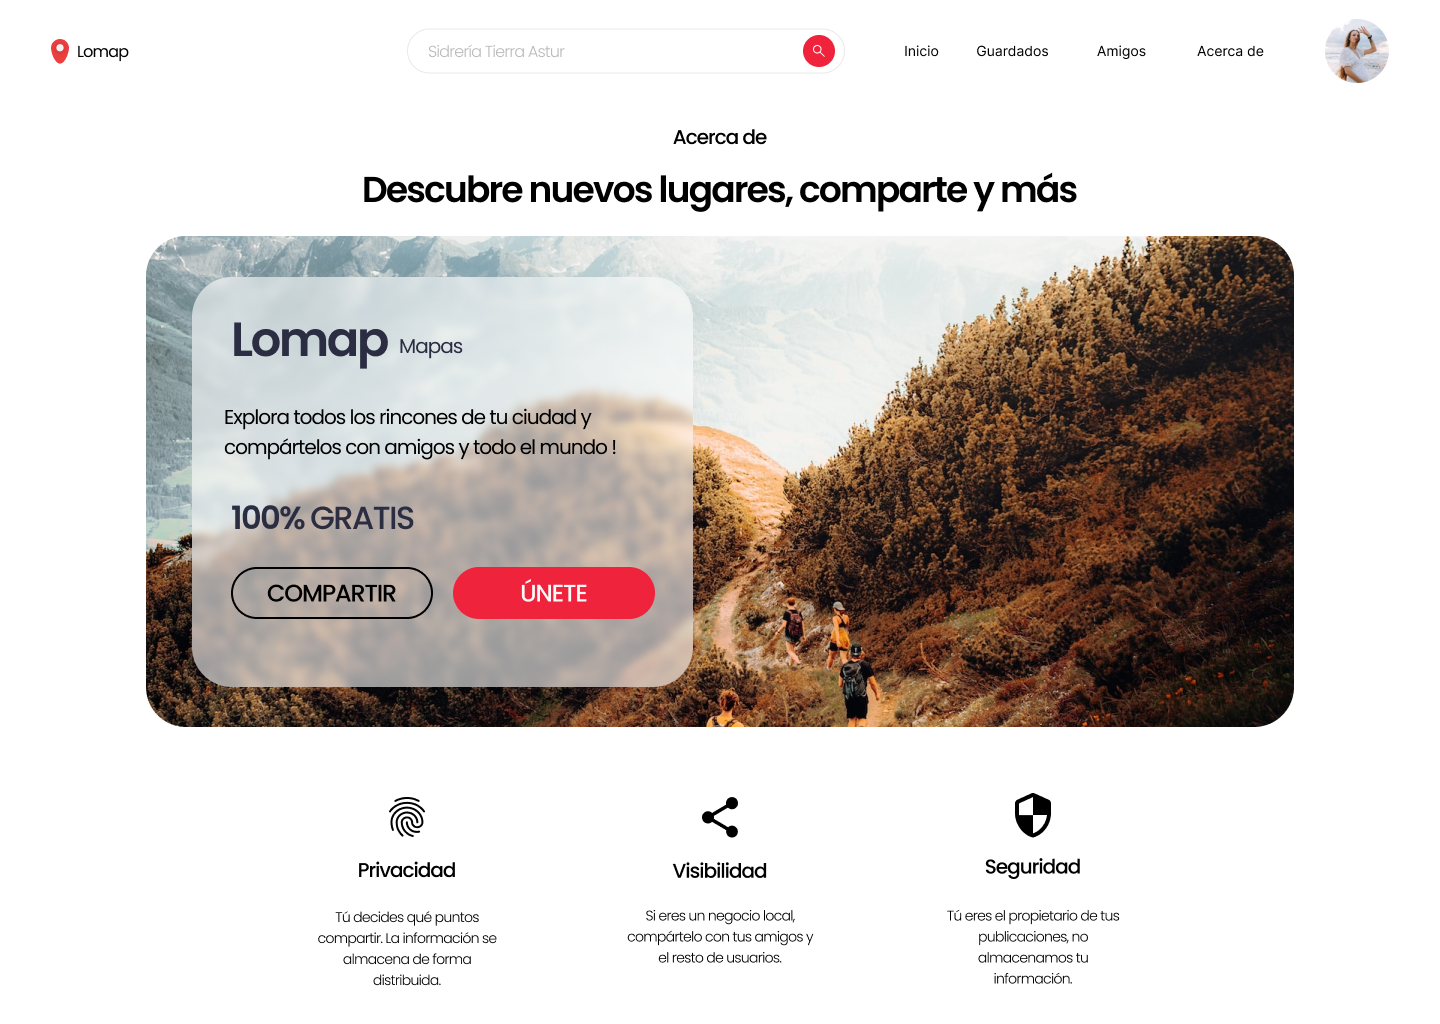 Lomap
Sidrería Tierra Astur
Inicio
Guardados
Amigos
Acerca de
Acerca de
Descubre nuevos lugares, comparte y más
Lomap Mapas
Explora todos los rincones de tu ciudad y
compártelos con amigos y todo el mundo !
100% GRATIS
COMPARTIR
ÚNETE
Privacidad
Tú decides qué puntos
compartir. La información se
almacena de forma
distribuida.
Visibilidad
Si eres un negocio local,
compártelo con tus amigos y
el resto de usuarios.
Seguridad
Tú eres el propietario de tus
publicaciones, no
almacenamos tu
información.